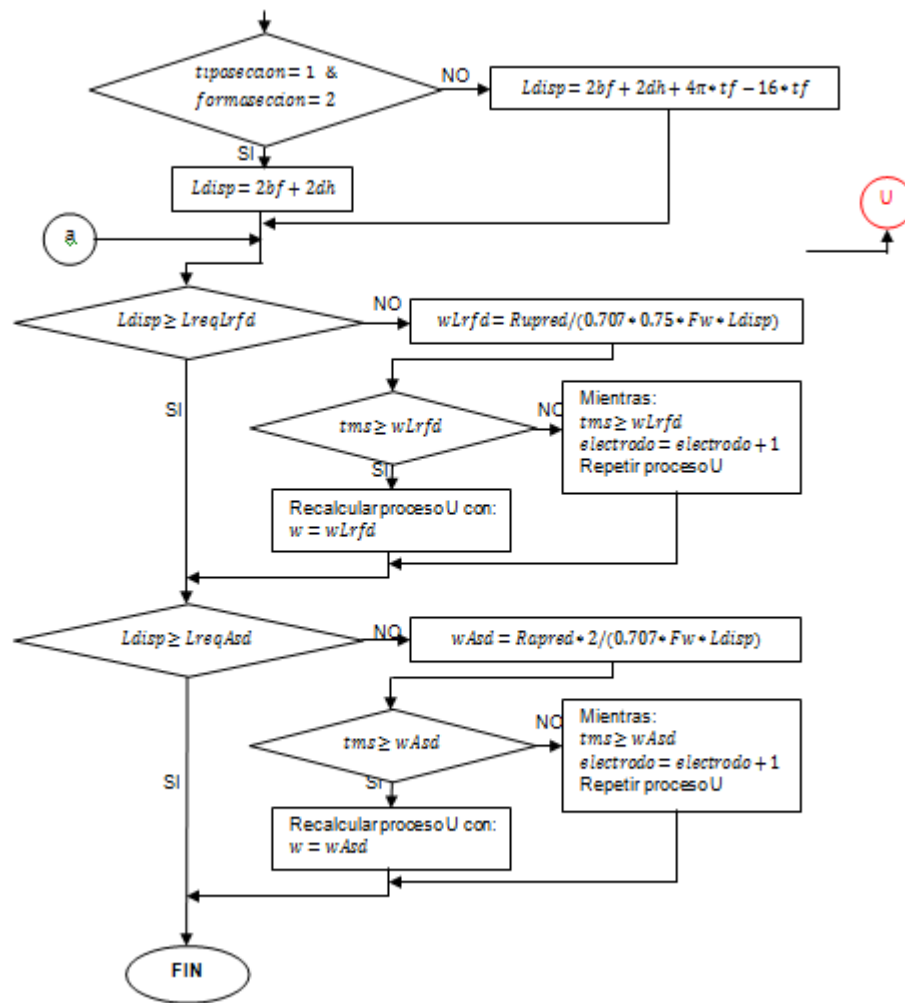 tiposeccion = 1 &
formaseccion = 2
NO
Ldisp = 2bf + 2dh + 4π * tf − 16 * tf
SI
Ldisp = 2bf + 2dh
a
U
Ldisp ≥ LreqLrfd
NO
wLrfd = Rupred/(0.707 * 0.75 * Fw * Ldisp)
SI
tms ≥ wLrfd
NO
Mientras:
tms ≥ wLrfd
electrodo = electrodo + 1
Repetir proceso U
SI
Recalcular proceso U con:
w = wLrfd
Ldisp ≥ LreqAsd
NO
wAsd = Rapred * 2/(0.707 * Fw * Ldisp)
SI
tms ≥ wAsd
NO
Mientras:
tms ≥ wAsd
electrodo = electrodo + 1
Repetir proceso U
SI
Recalcular proceso U con:
w = wAsd
FIN